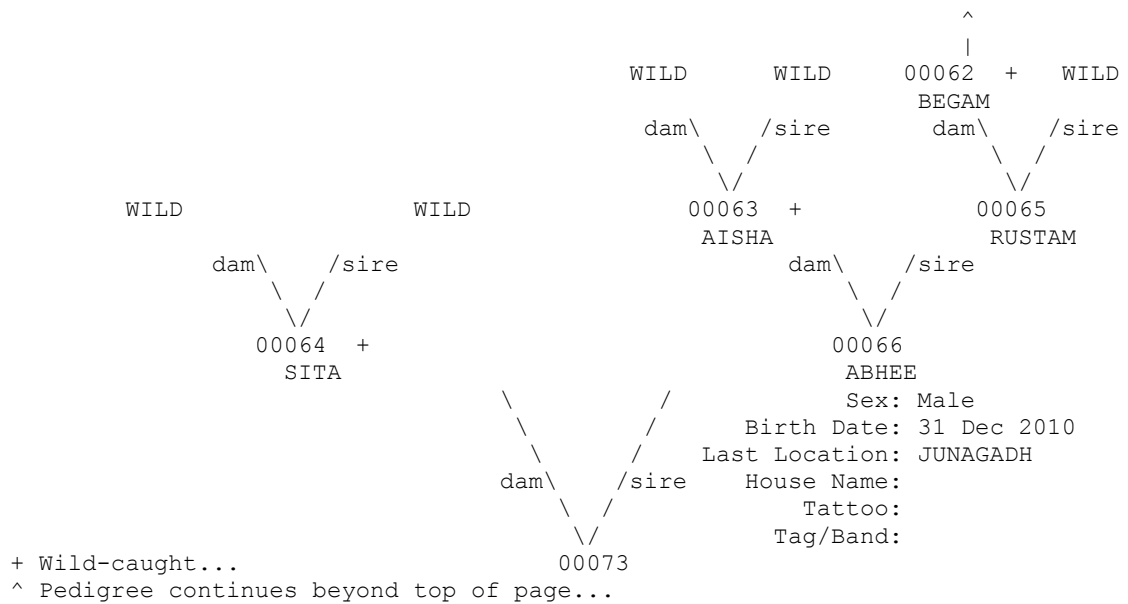 ^
|
WILD WILD 00062 + WILD
BEGAM
dam\ /sire dam\ /sire
\ / \ /
\/ \/
WILD WILD 00063 + 00065
AISHA RUSTAM
dam\ /sire dam\ /sire
\ / \ /
\/ \/
00064 + 00066
SITA ABHEE
\ / Sex: Male
\ / Birth Date: 31 Dec 2010
\ / Last Location: JUNAGADH
dam\ /sire House Name:
\ / Tattoo:
\/ Tag/Band:
+ Wild-caught... 00073
^ Pedigree continues beyond top of page...